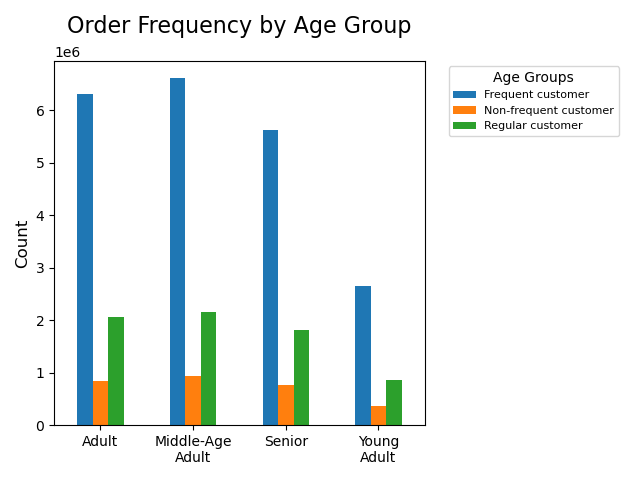 Order Frequency by Age Group
1e6
Age Groups
Frequent customer
Non-frequent customer
Regular customer
Count
6
5
4
3
2
1
0
Adult
Middle-Age
Adult
Senior
Young
Adult